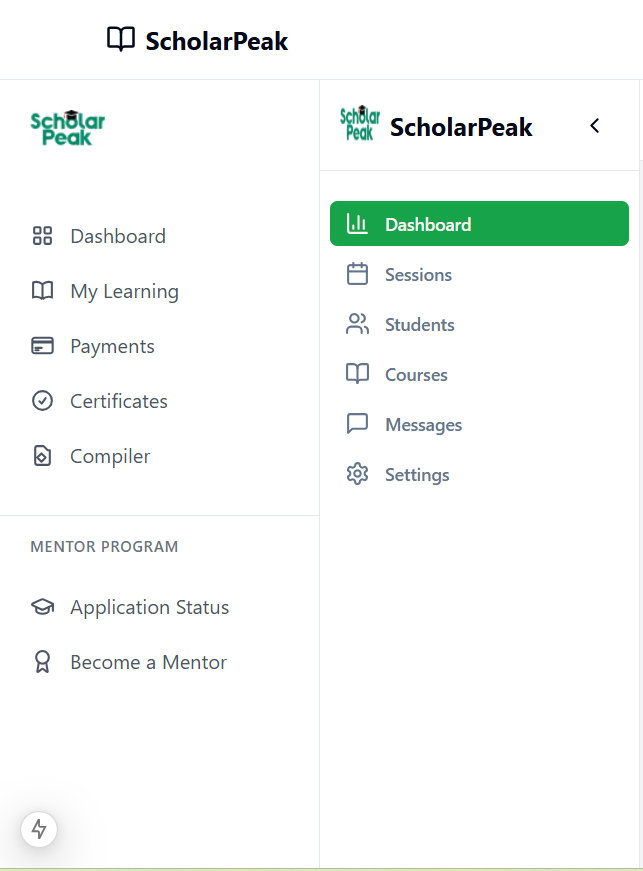 ScholarPeak
Scholar
Peak
Dashboard
My Learning
Payments
Certificates
Compiler
MENTOR PROGRAM
Application Status
Become a Mentor
Scholar
Peak
ScholarPeak
Dashboard
Sessions
Students
Courses
Messages
Settings